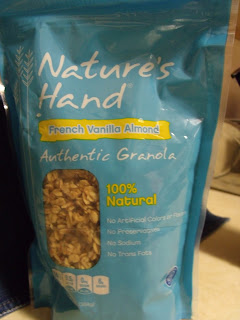 Nature's
Hand
French Vanilla Almond
Authentic Granola
100%
Natural
No Artificial Colors or
No Preservatives
No Sodium
No Trans Fats